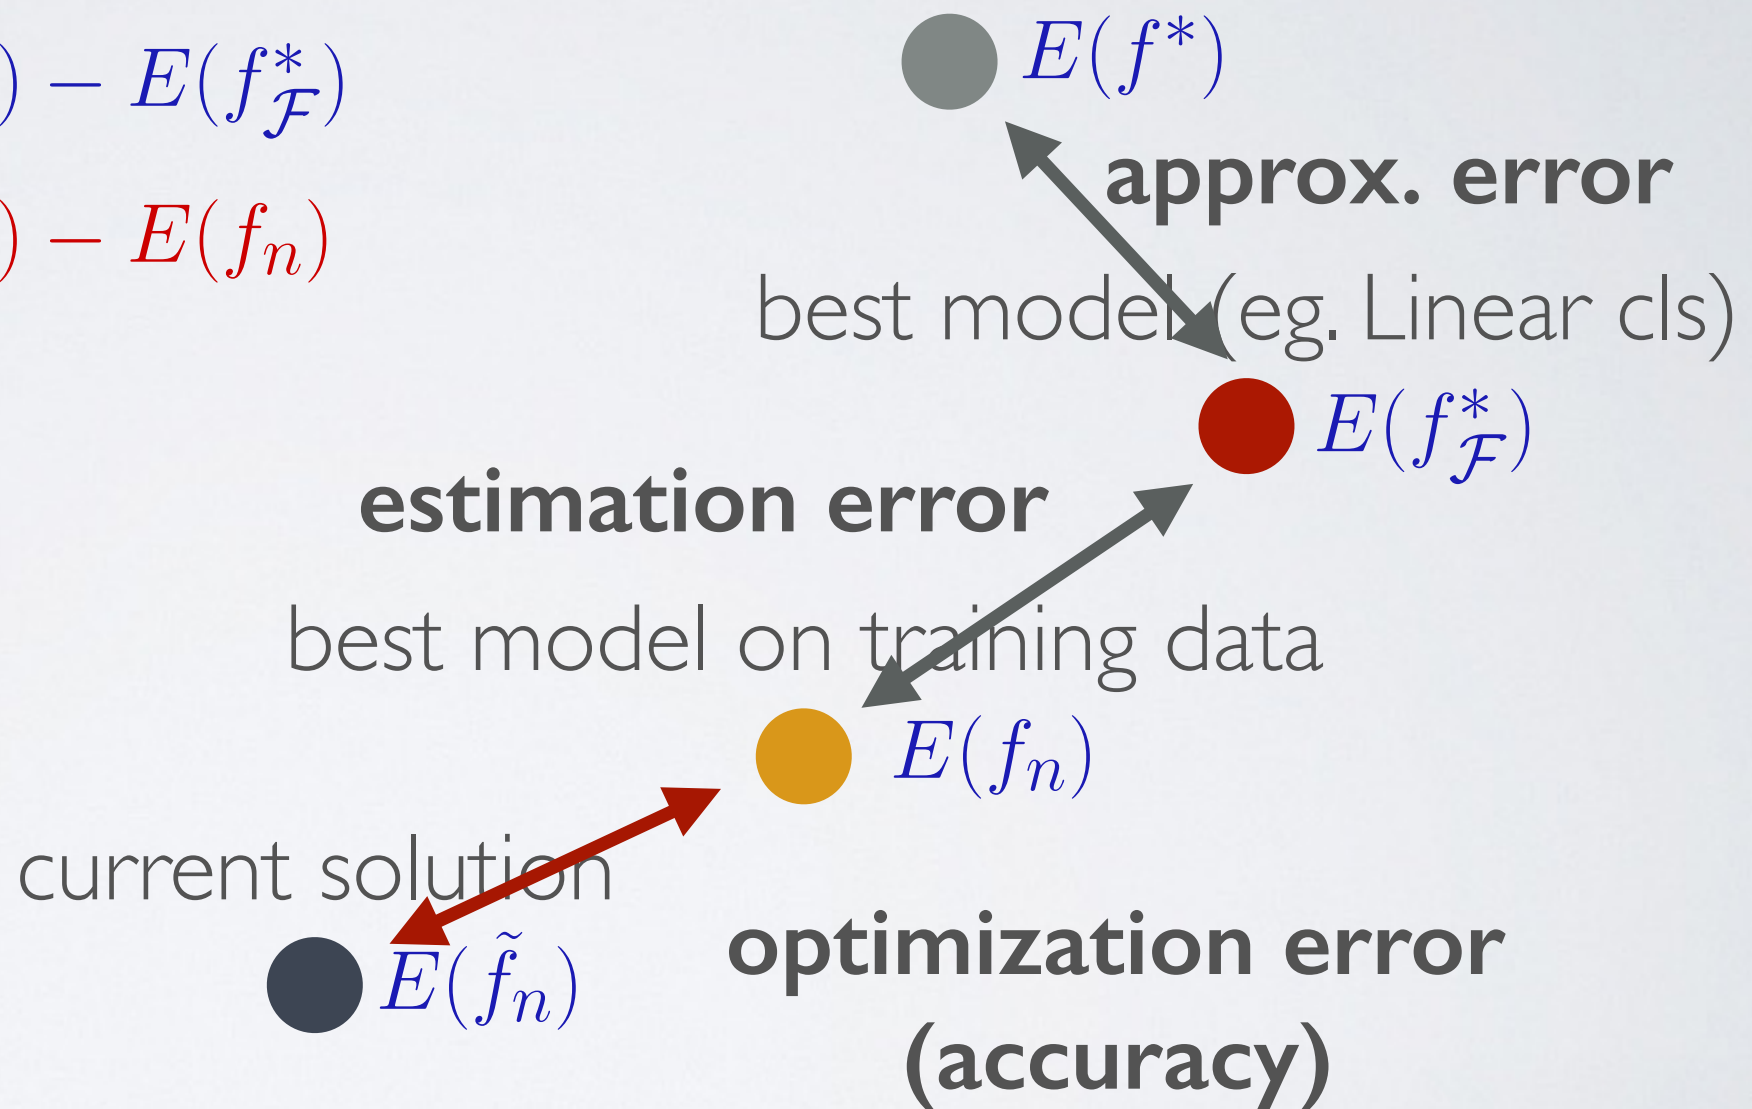 ) − E(f*_𝓕)
) − E(f_n)
E(f*)
approx. error
best model (eg. Linear cls)
E(f*_𝓕)
estimation error
best model on training data
E(f_n)
current solution
E(f̃_n)
optimization error
(accuracy)